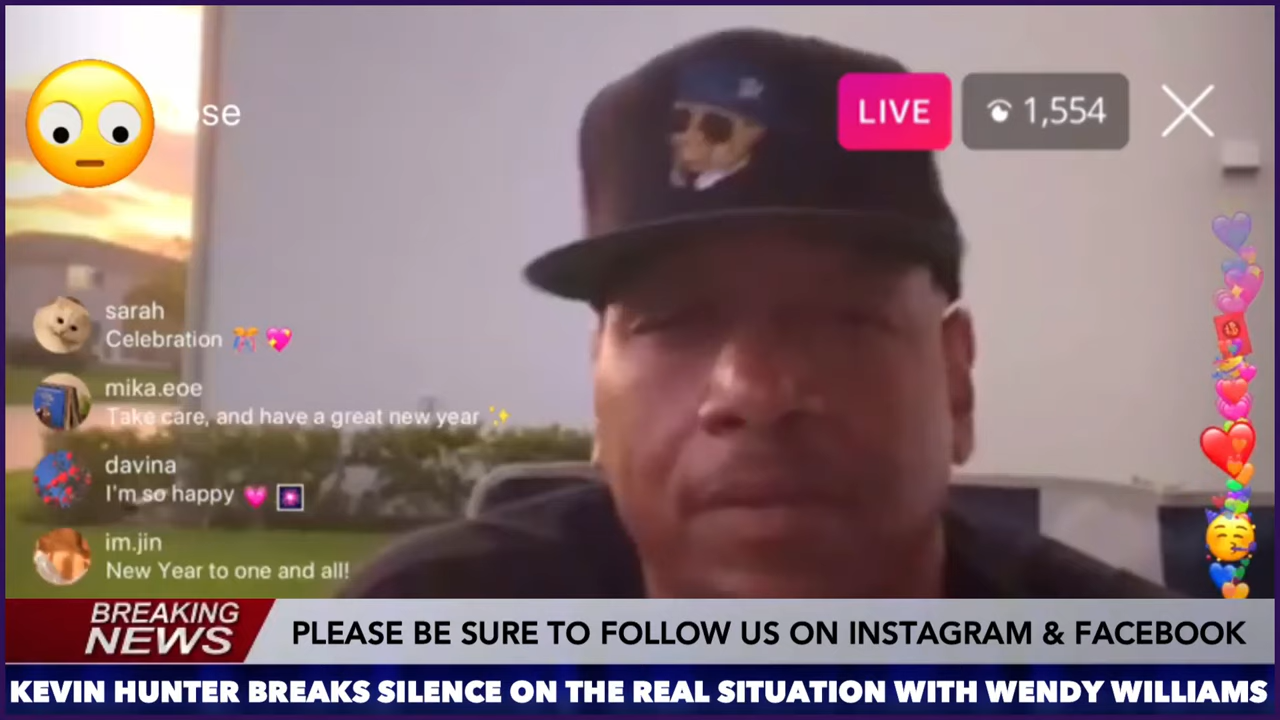 ose
LIVE
1,554
sarah
Celebration 🎊 💖
mika.eoe
Take care, and have a great new year ✨
davina
I'm so happy 💗 🎆
im.jin
New Year to one and all!
BREAKING
NEWS
PLEASE BE SURE TO FOLLOW US ON INSTAGRAM & FACEBOOK
KEVIN HUNTER BREAKS SILENCE ON THE REAL SITUATION WITH WENDY WILLIAMS